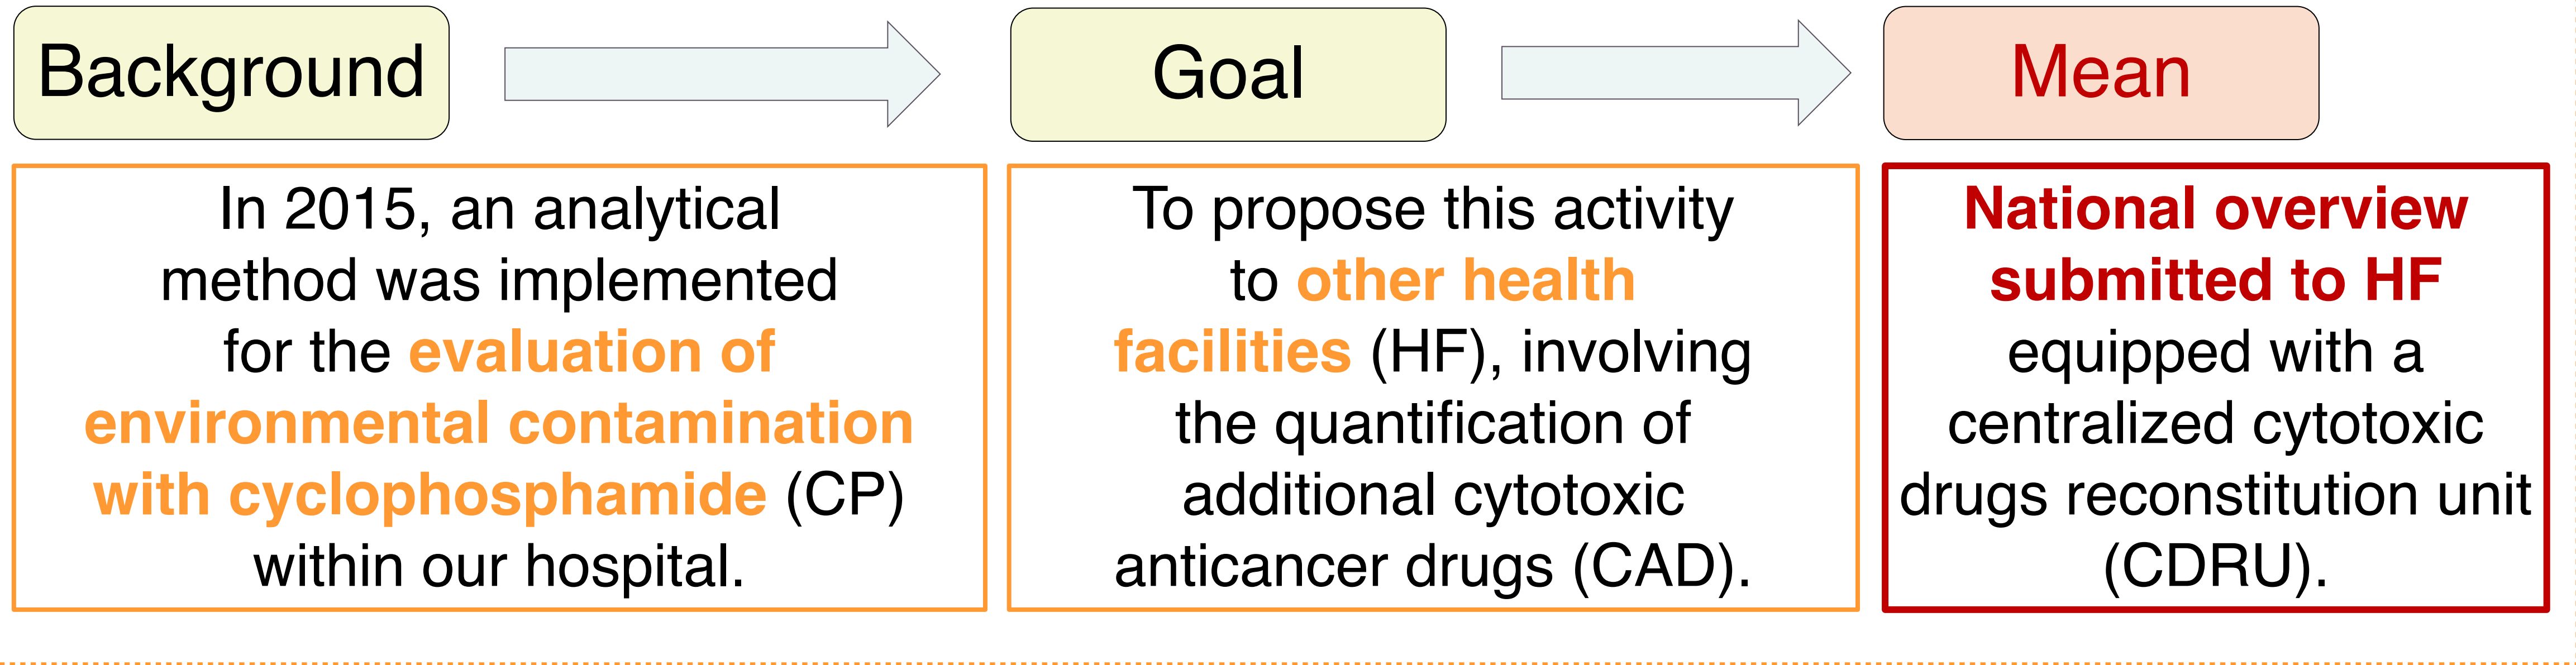 Background
Goal
Mean
In 2015, an analytical
method was implemented
for the evaluation of
environmental contamination
with cyclophosphamide (CP)
within our hospital.
To propose this activity
to other health
facilities (HF), involving
the quantification of
additional cytotoxic
anticancer drugs (CAD).
National overview
submitted to HF
equipped with a
centralized cytotoxic
drugs reconstitution unit
(CDRU).